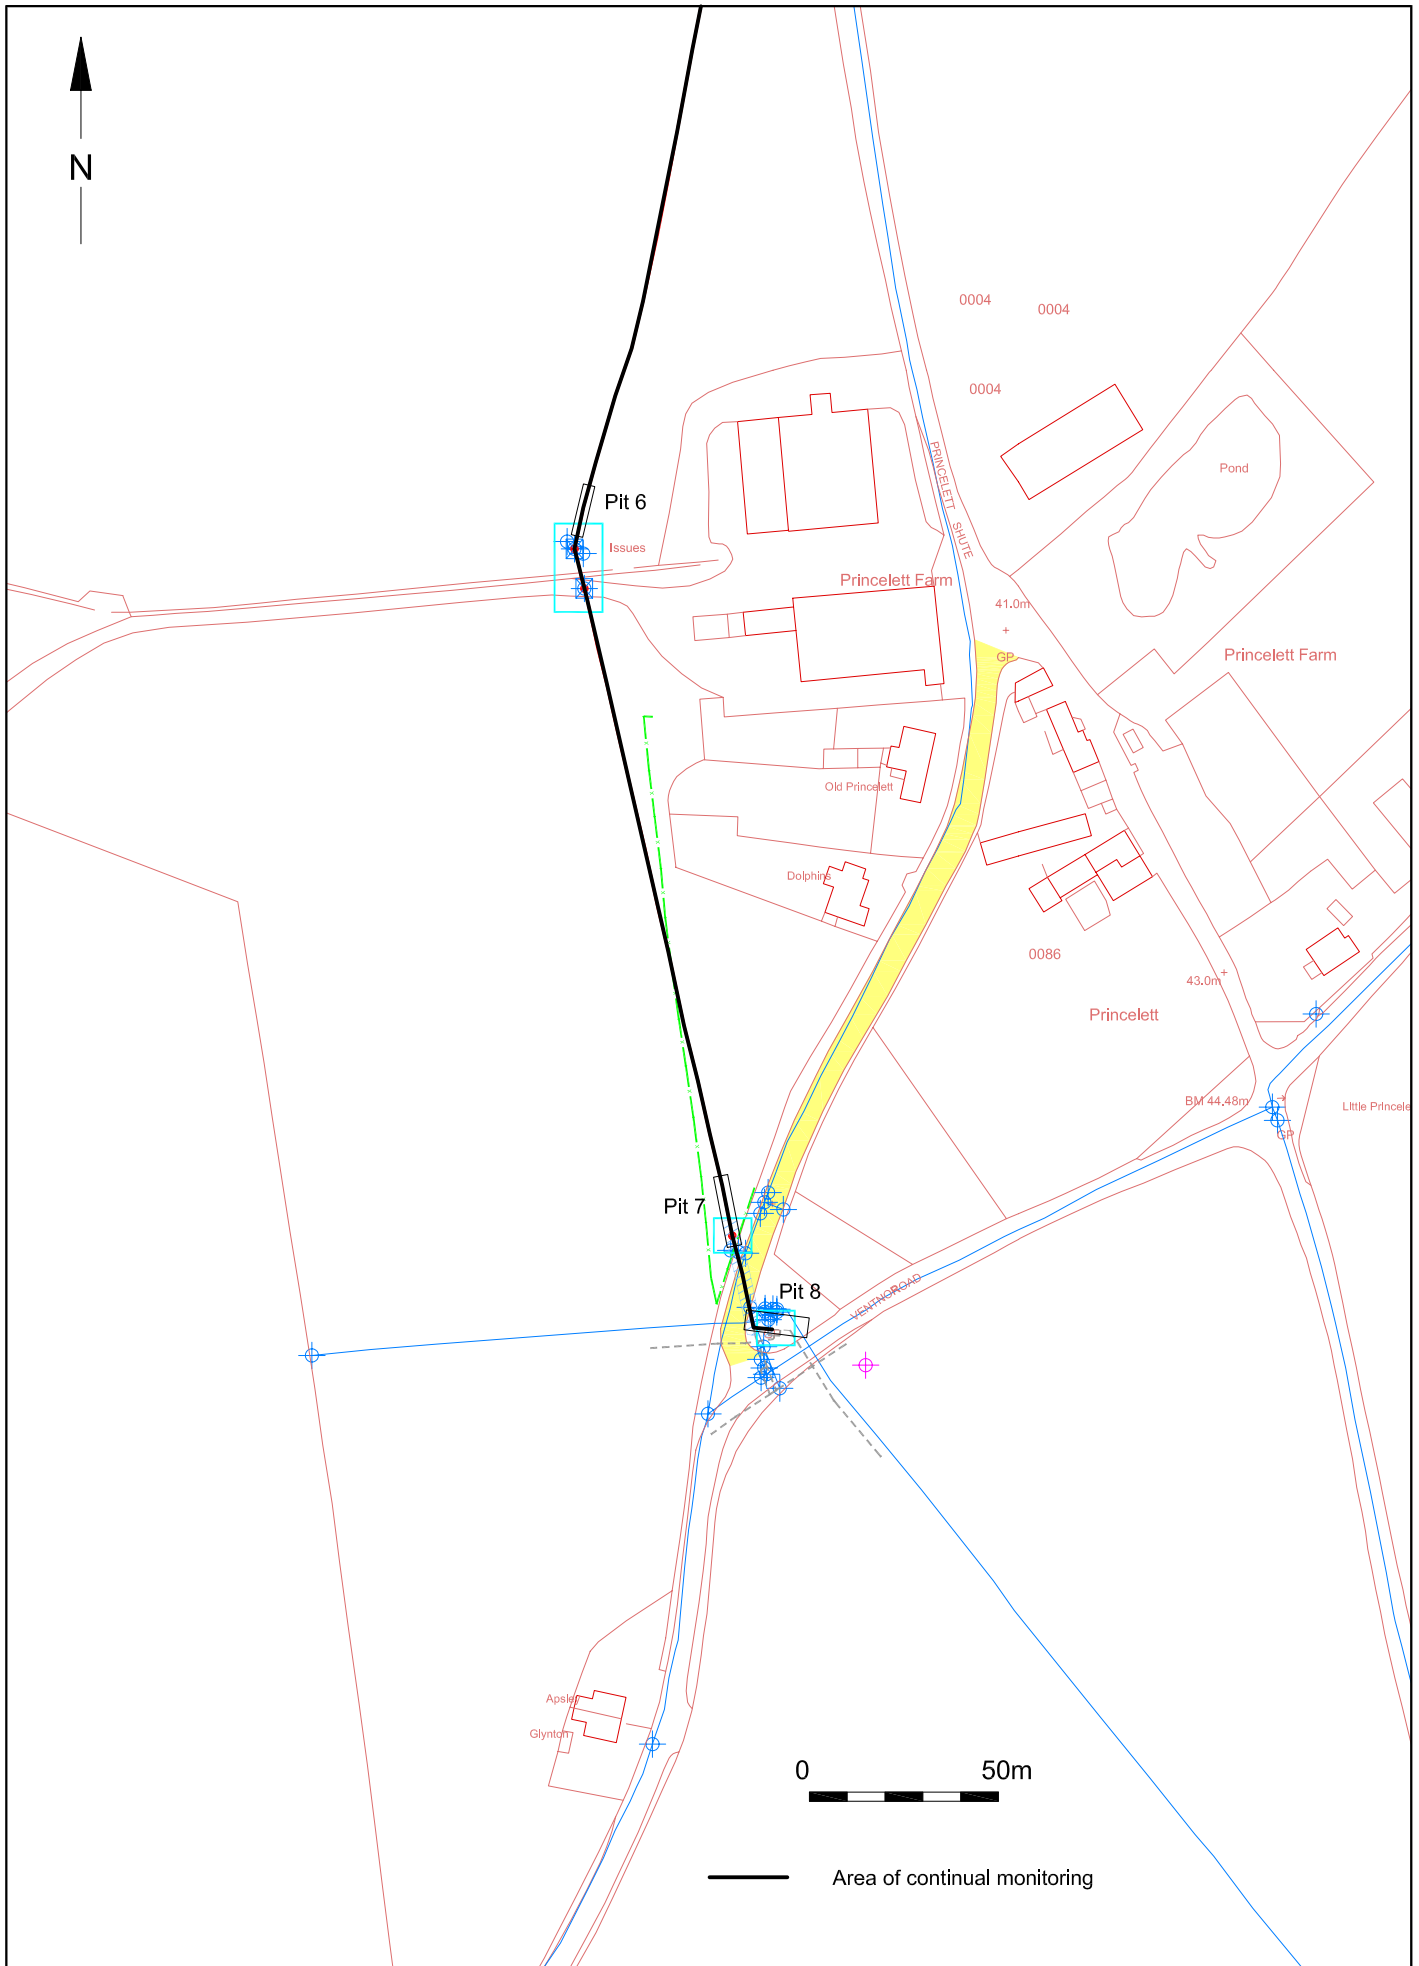 N
0004
0004
0004
PRINCELETT SHUTE
Pond
Pit 6
Issues
Princelett Farm
41.0m
GP
Princelett Farm
Old Princelett
Dolphins
0086
43.0m
Princelett
BM 44.48m
Little Princele
GP
Pit 7
Pit 8
VENTNOR ROAD
Apsley
Glynton
0 50m
Area of continual monitoring